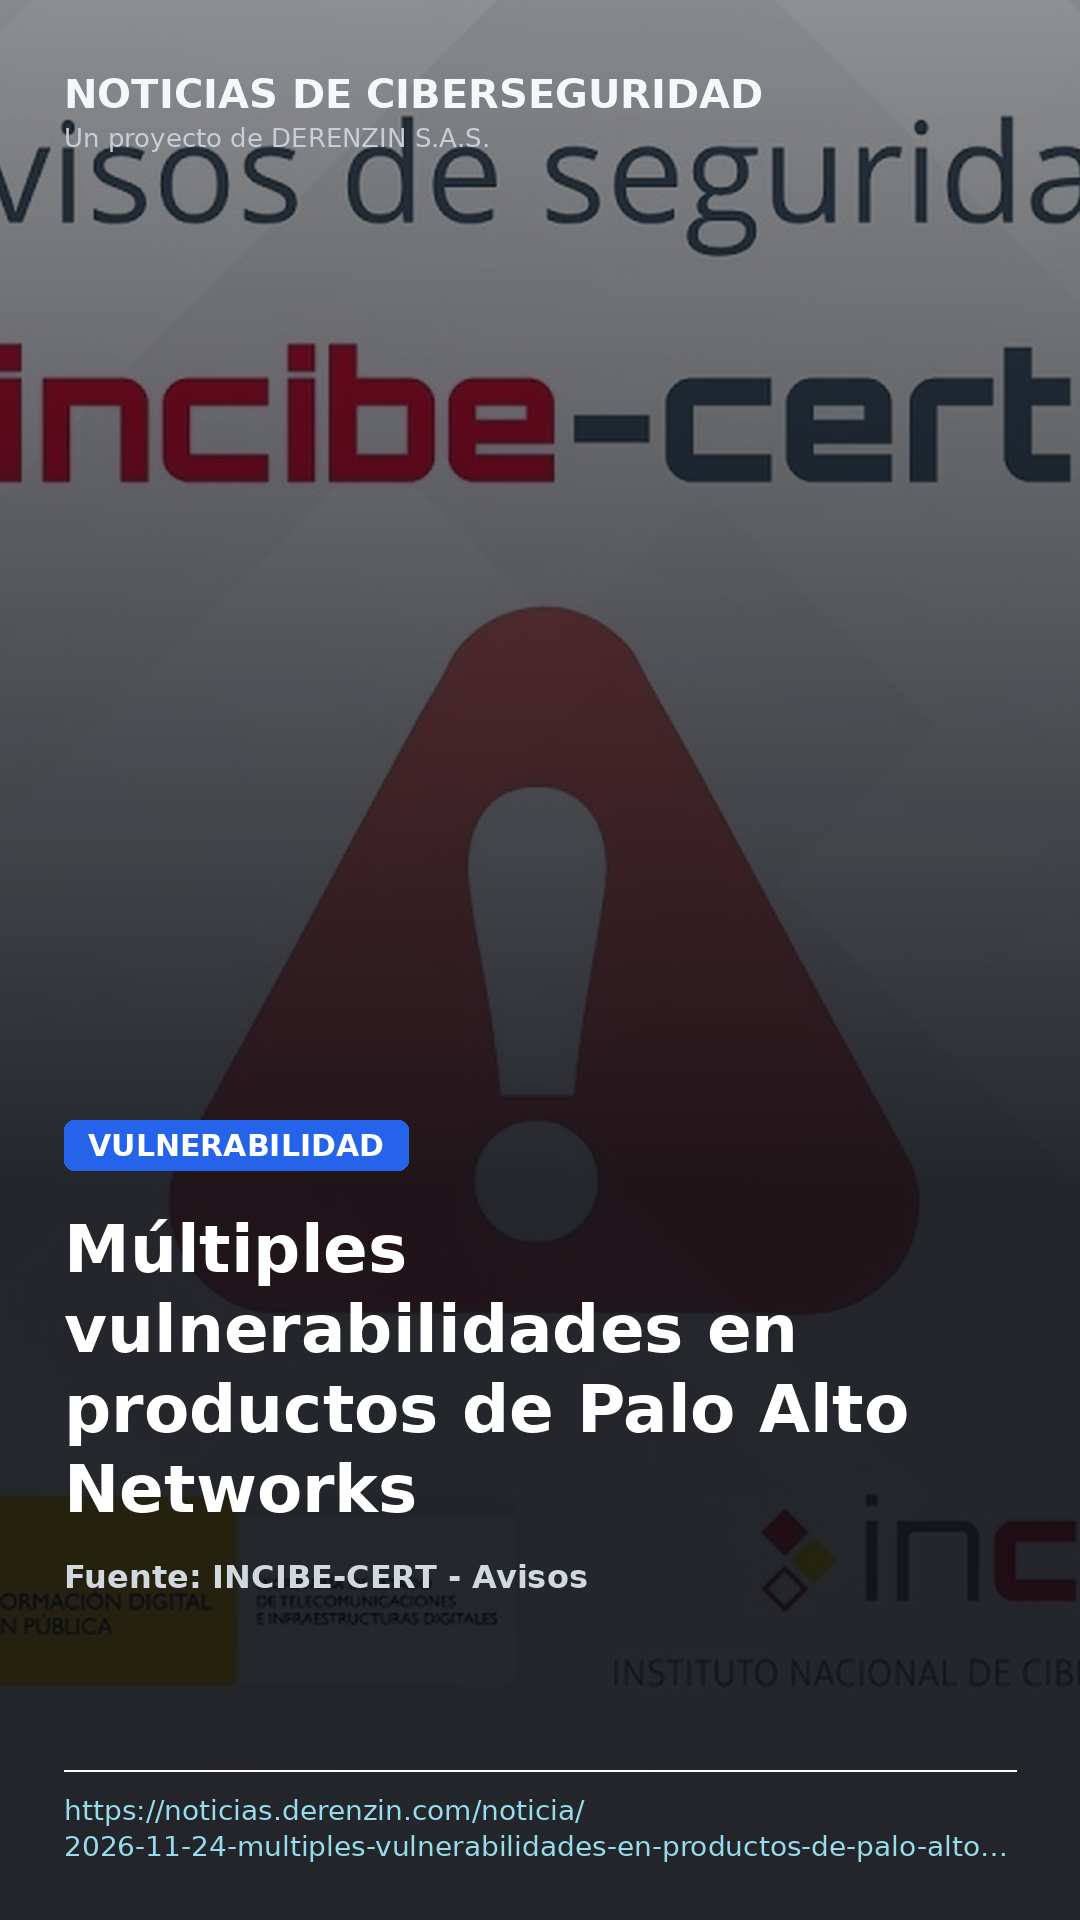 NOTICIAS DE CIBERSEGURIDAD
Un proyecto de DERENZIN S.A.S.
visos de segurida
incibe-cert
VULNERABILIDAD
Múltiples
vulnerabilidades en
productos de Palo Alto
Networks
Fuente: INCIBE-CERT - Avisos
ORMACIÓN DIGITAL
N PÚBLICA
DE TELECOMUNICACIONES
E INFRAESTRUCTURAS DIGITALES
inc
INSTITUTO NACIONAL DE CIB
https://noticias.derenzin.com/noticia/
2026-11-24-multiples-vulnerabilidades-en-productos-de-palo-alto...